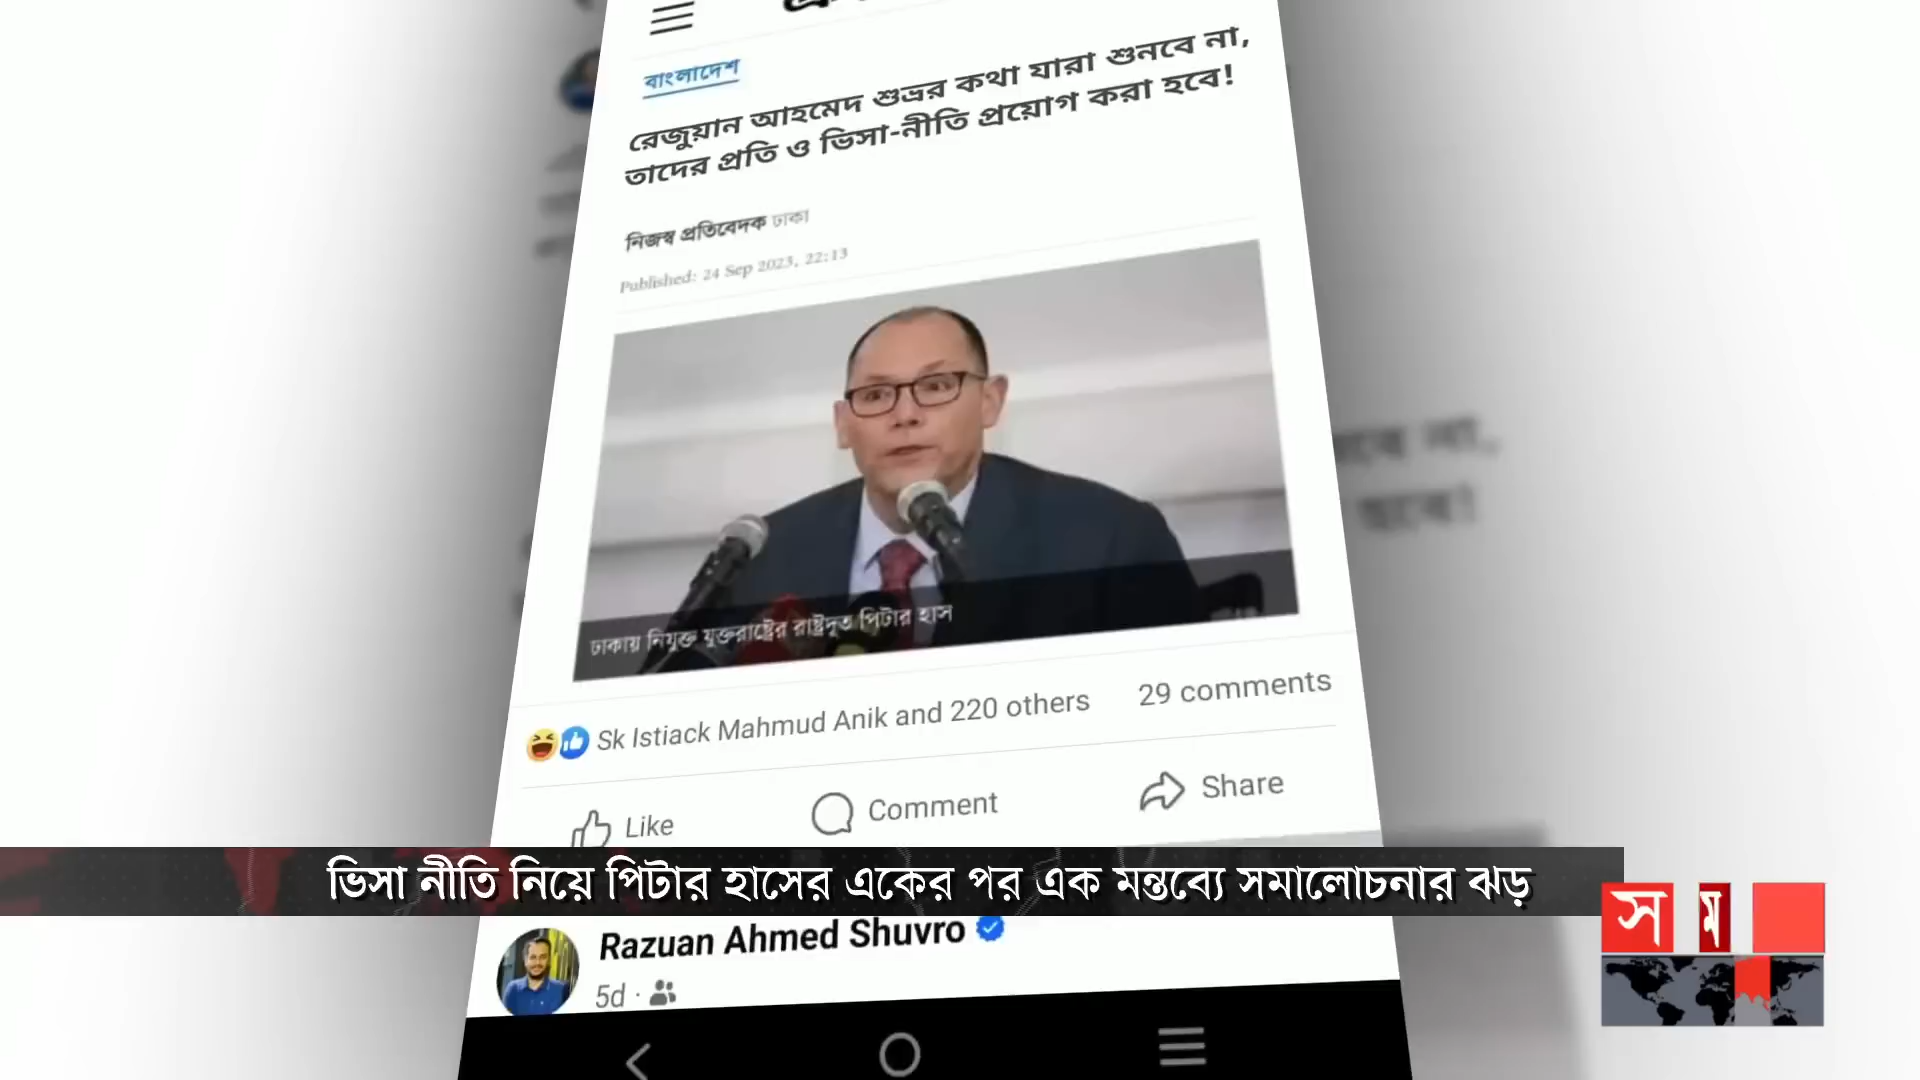 বাংলাদেশ
রেজুয়ান আহমেদ শুভ্রর কথা যারা শুনবে না,
তাদের প্রতি ও ভিসা-নীতি প্রয়োগ করা হবে!
নিজস্ব প্রতিবেদক ঢাকা
Published: 24 Sep 2023, 22:13
ঢাকায় নিযুক্ত যুক্তরাষ্ট্রের রাষ্ট্রদূত পিটার হাস
Sk Istiack Mahmud Anik and 220 others 29 comments
Like Comment Share
ভিসা নীতি নিয়ে পিটার হাসের একের পর এক মন্তব্যে সমালোচনার ঝড়
সম
Razuan Ahmed Shuvro
5d ·